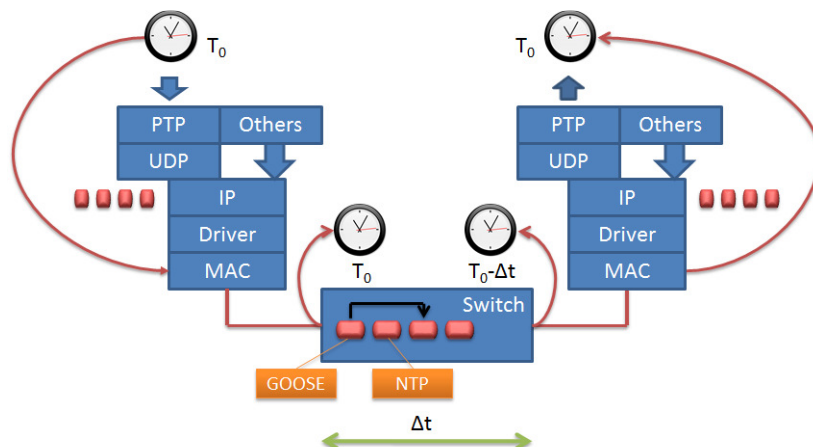 T₀
T₀
PTP
Others
PTP
Others
UDP
UDP
IP
IP
Driver
Driver
MAC
MAC
T₀
T₀-Δt
Switch
GOOSE
NTP
Δt